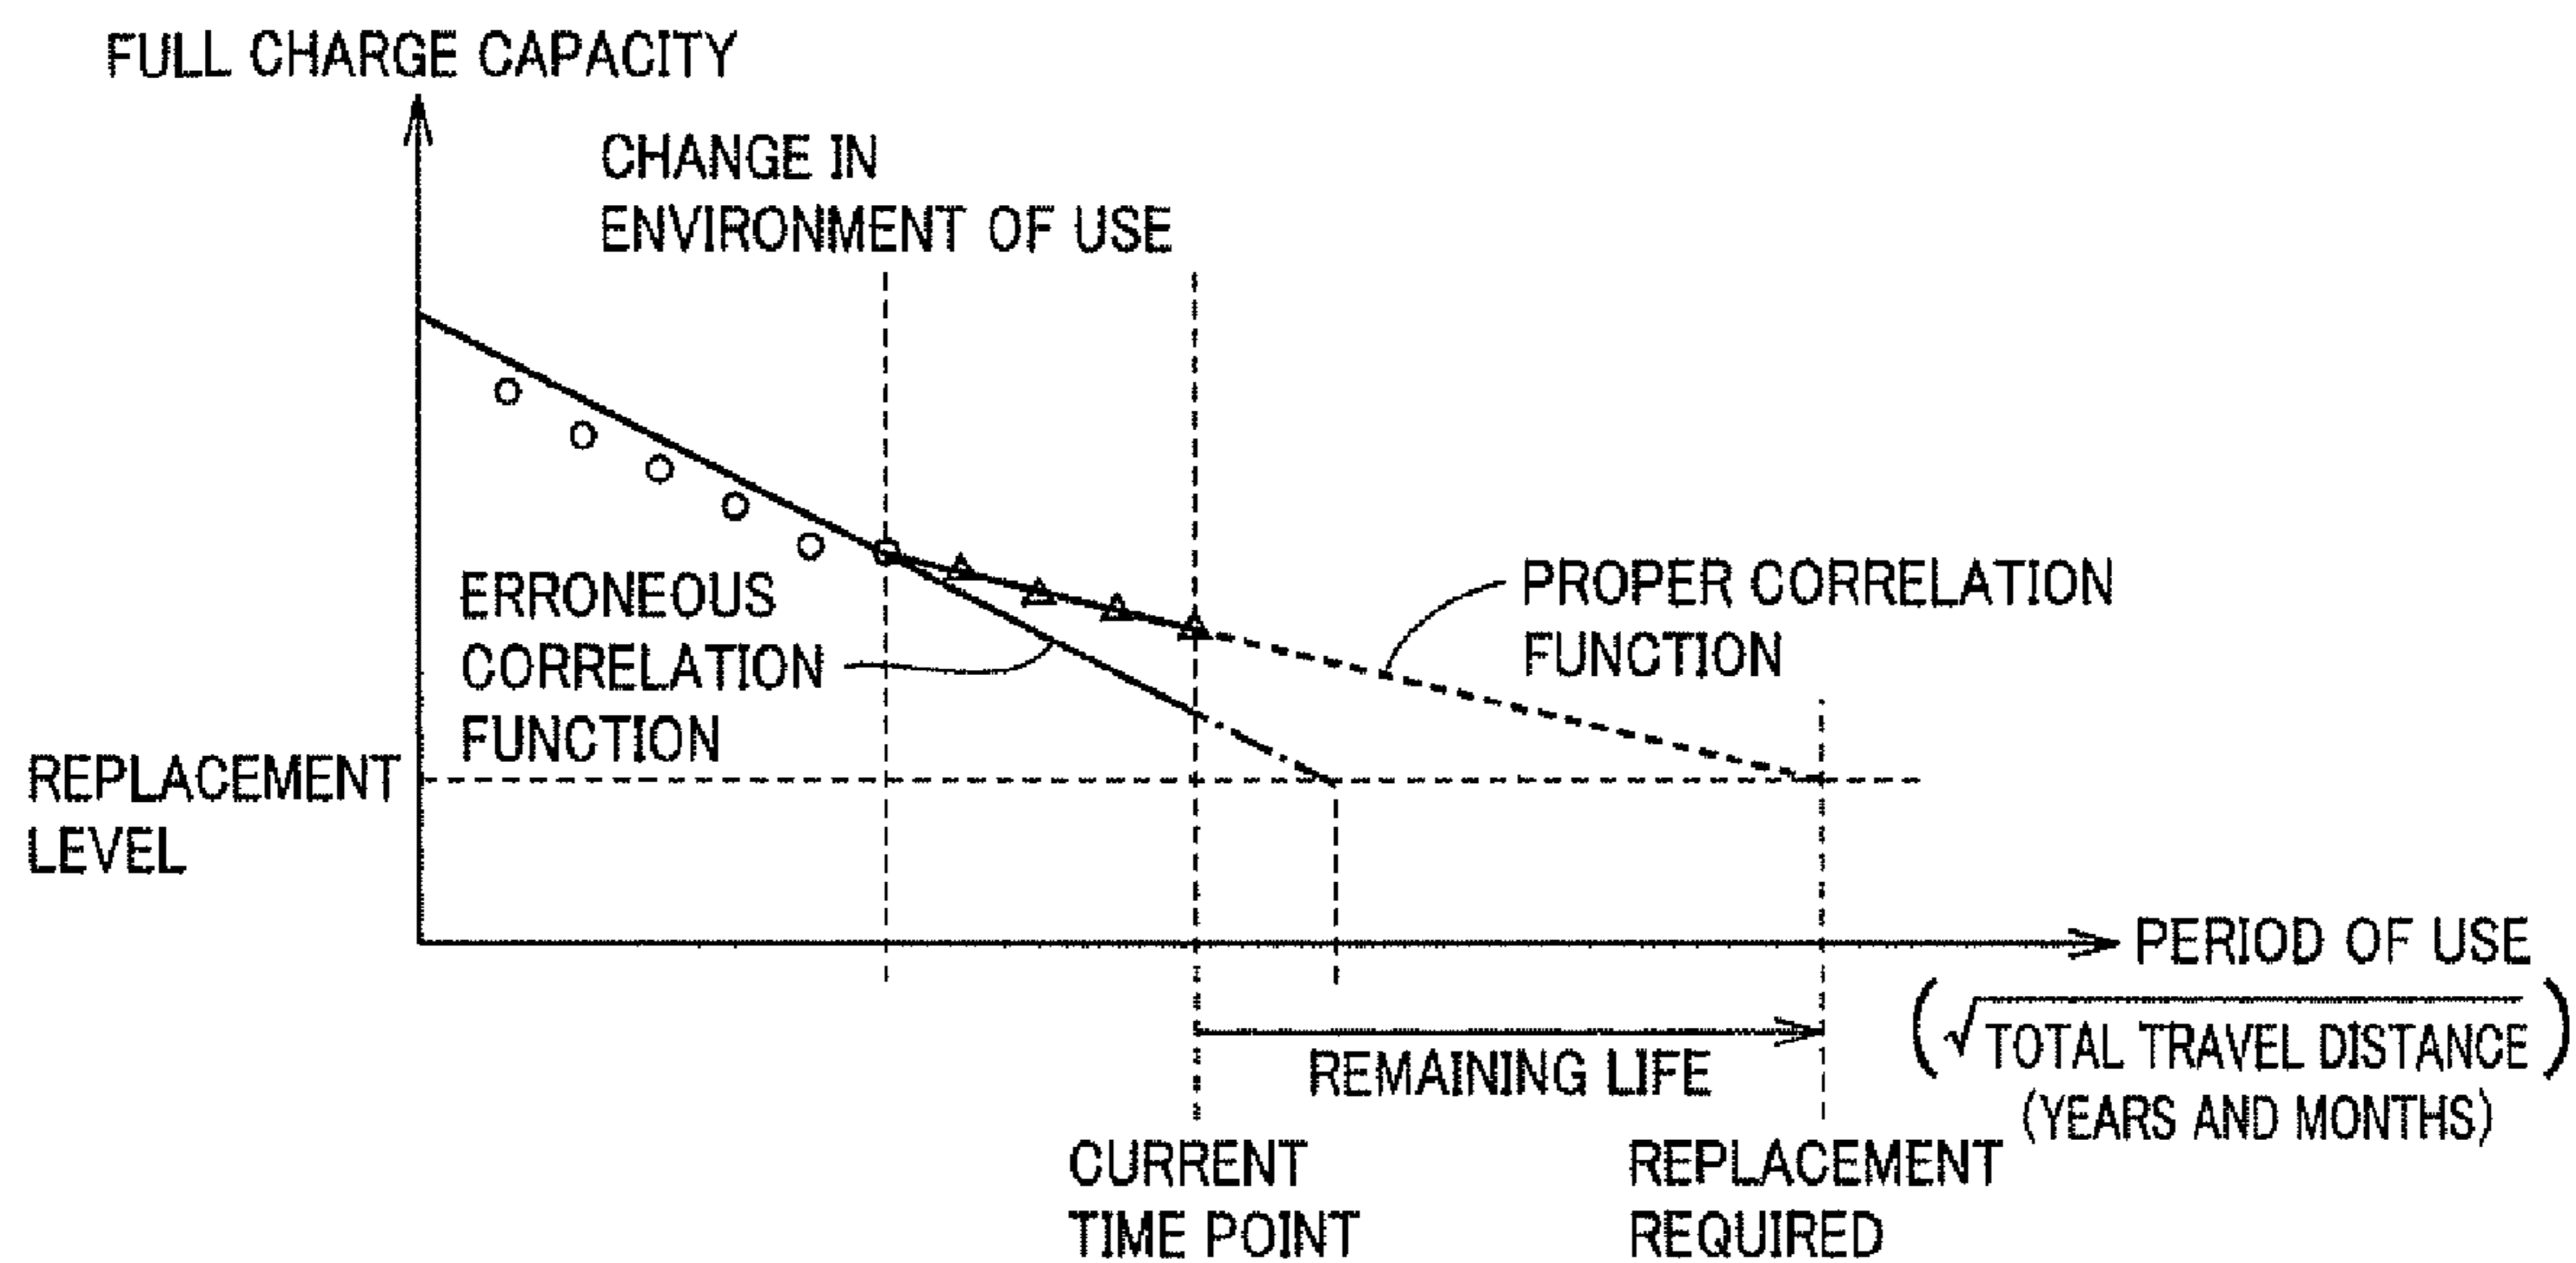 FULL CHARGE CAPACITY
CHANGE IN
ENVIRONMENT OF USE
ERRONEOUS
CORRELATION
FUNCTION
PROPER CORRELATION
FUNCTION
REPLACEMENT
LEVEL
PERIOD OF USE
(√TOTAL TRAVEL DISTANCE)
(YEARS AND MONTHS)
REMAINING LIFE
CURRENT
TIME POINT
REPLACEMENT
REQUIRED